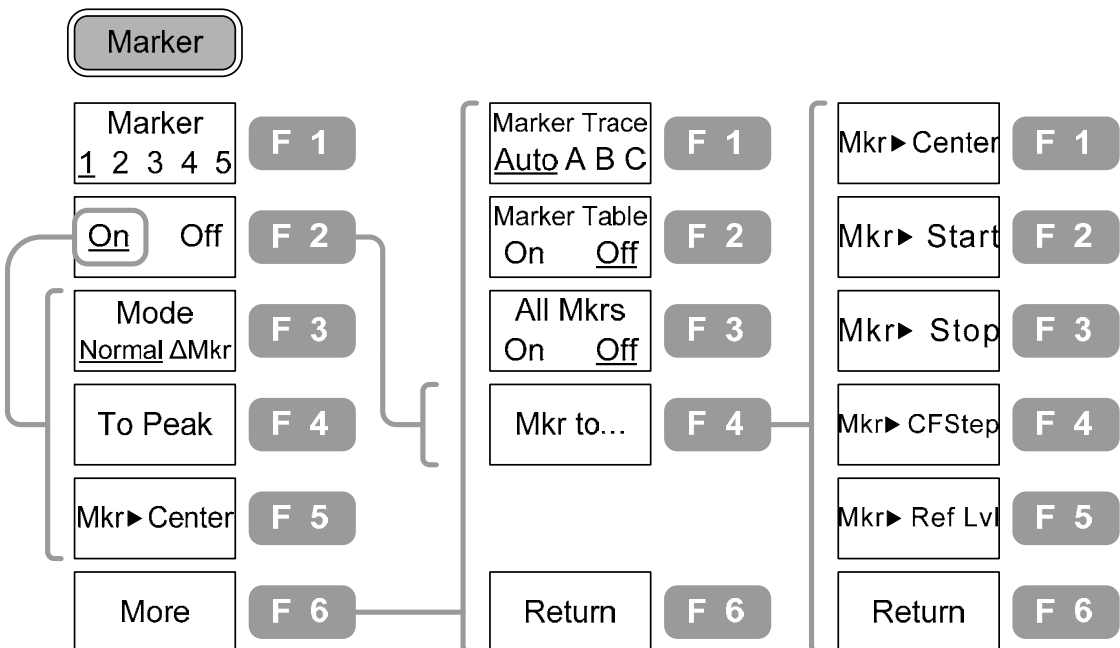 Marker
Marker
1 2 3 4 5
F 1
On Off
F 2
Mode
Normal ΔMkr
F 3
To Peak
F 4
Mkr▶Center
F 5
More
F 6
Marker Trace
Auto A B C
F 1
Marker Table
On Off
F 2
All Mkrs
On Off
F 3
Mkr to...
F 4
Return
F 6
Mkr▶Center
F 1
Mkr▶ Start
F 2
Mkr▶ Stop
F 3
Mkr▶ CFStep
F 4
Mkr▶ Ref Lvl
F 5
Return
F 6